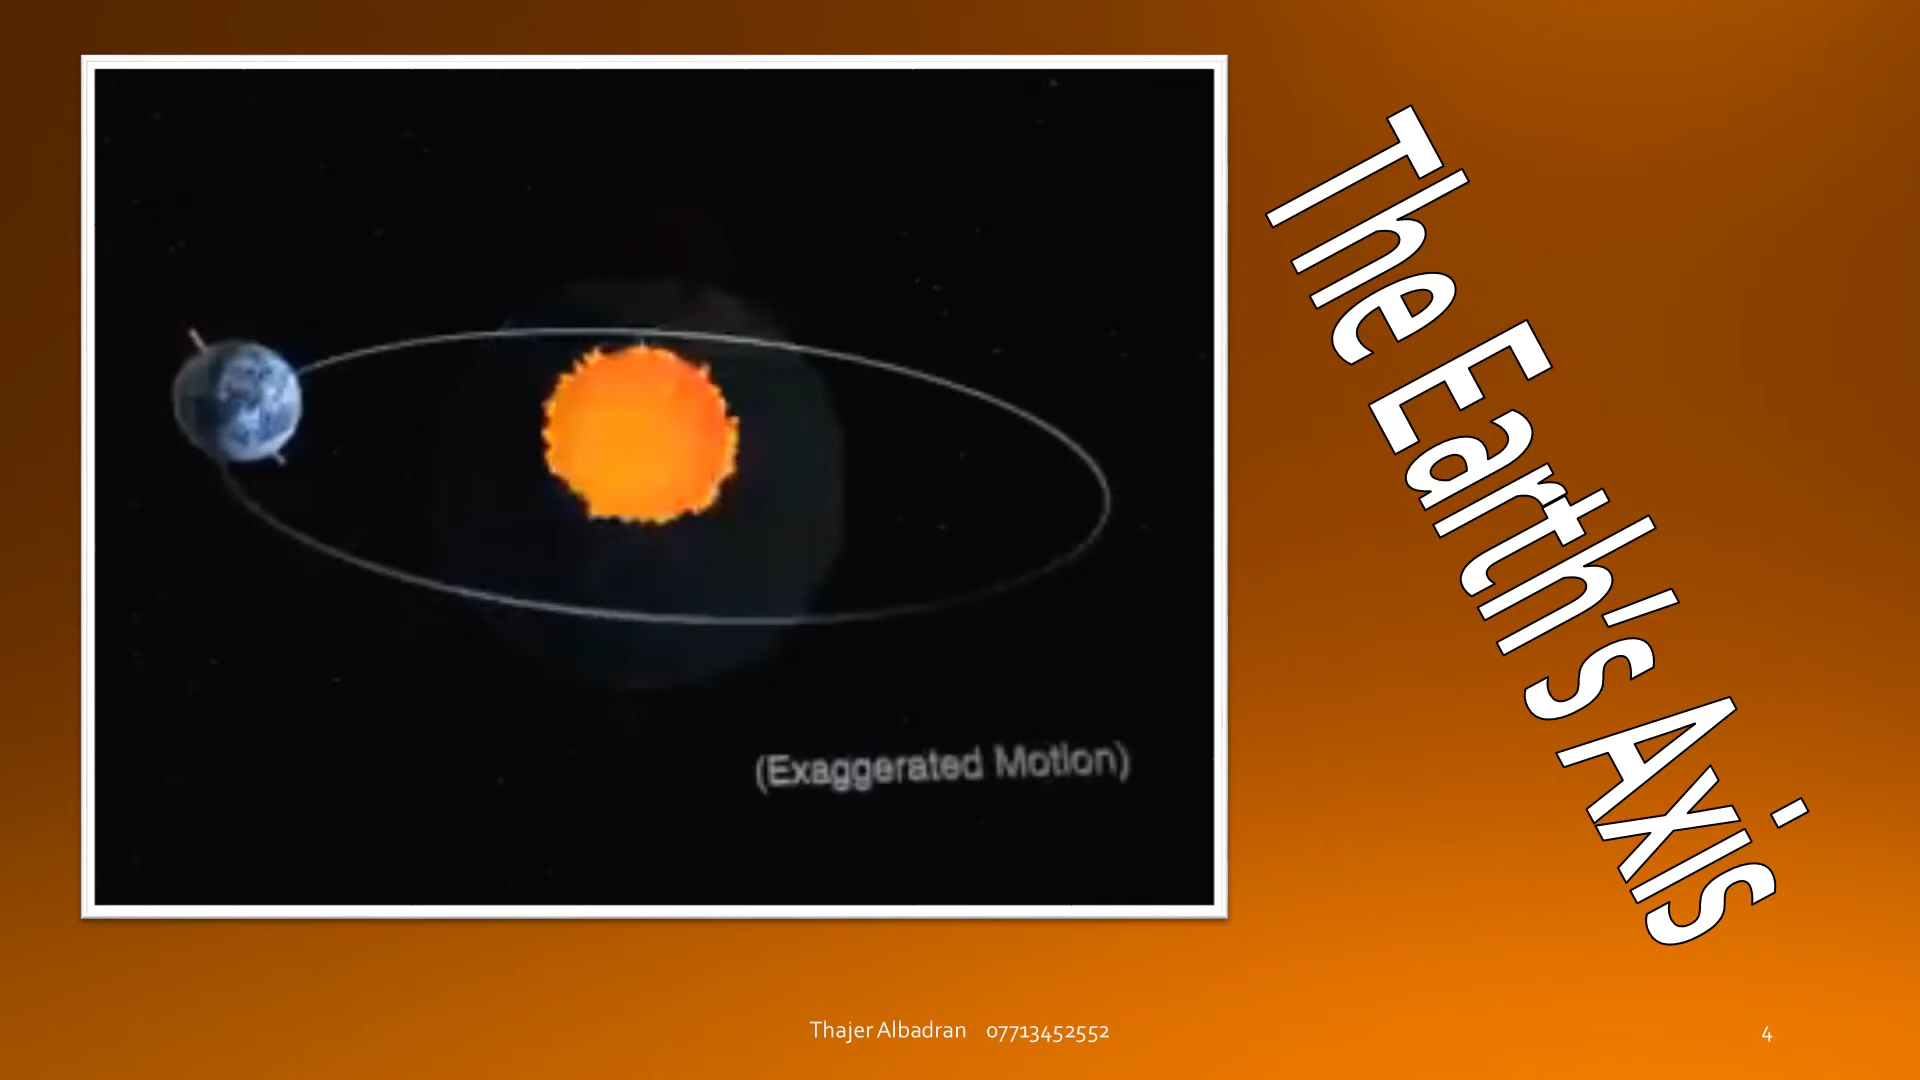 The Earth's Axis
(Exaggerated Motion)
Thajer Albadran 07713452552
4